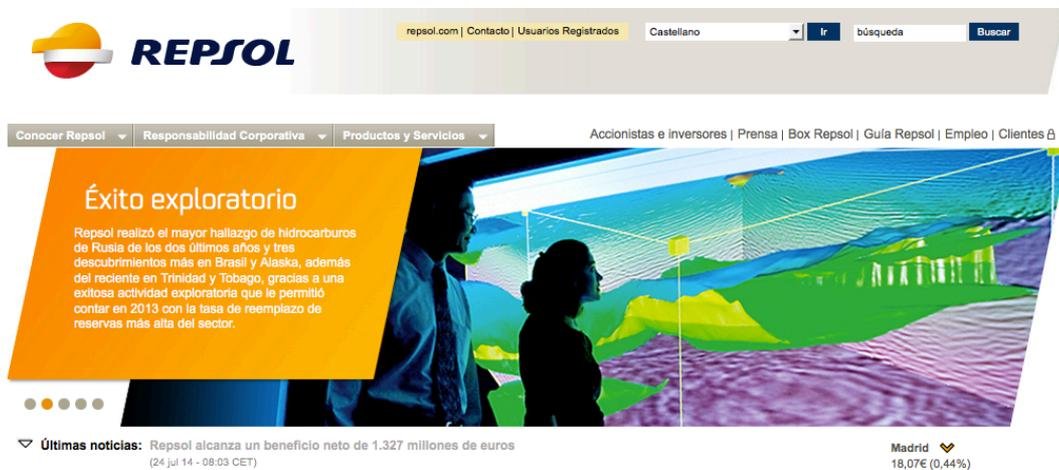 repsol.com | Contacto | Usuarios Registrados
Castellano
Ir
búsqueda
Buscar
REPSOL
Conocer Repsol
Responsabilidad Corporativa
Productos y Servicios
Accionistas e inversores | Prensa | Box Repsol | Guía Repsol | Empleo | Clientes
Éxito exploratorio
Repsol realizó el mayor hallazgo de hidrocarburos
de Rusia de los dos últimos años y tres
descubrimientos más en Brasil y Alaska, además
del reciente en Trinidad y Tobago, gracias a una
exitosa actividad exploratoria que le permitió
contar en 2013 con la tasa de reemplazo de
reservas más alta del sector.
Últimas noticias: Repsol alcanza un beneficio neto de 1.327 millones de euros
(24 jul 14 - 08:03 CET)
Madrid
18,07€ (0,44%)